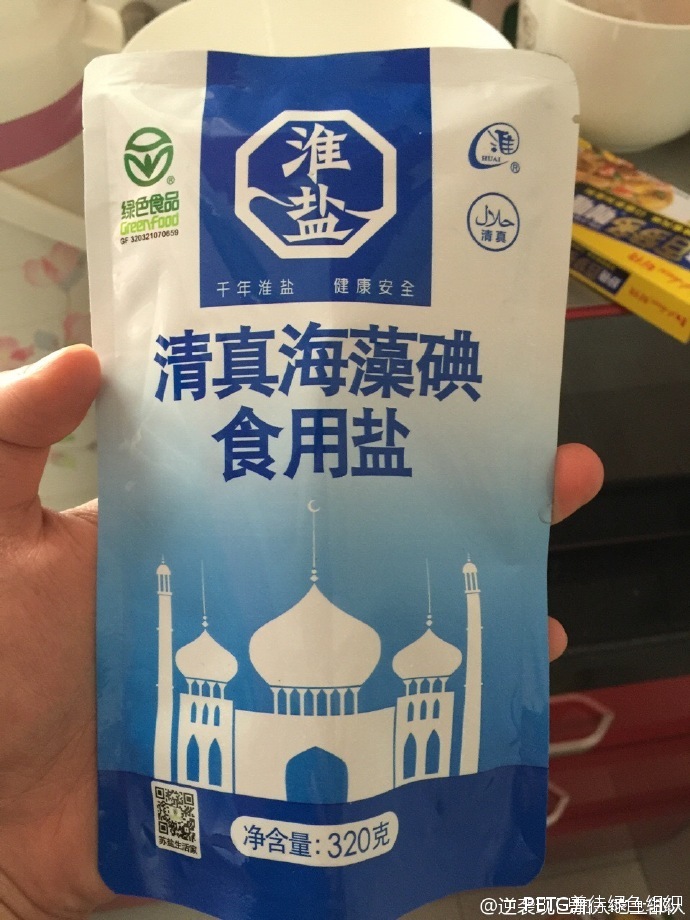 淮盐
千年淮盐 健康安全
绿色食品
Greenfood
GF 320321070659
淮
HUAI
حلال
清真
清真海藻碘
食用盐
苏盐生活家
净含量:320克